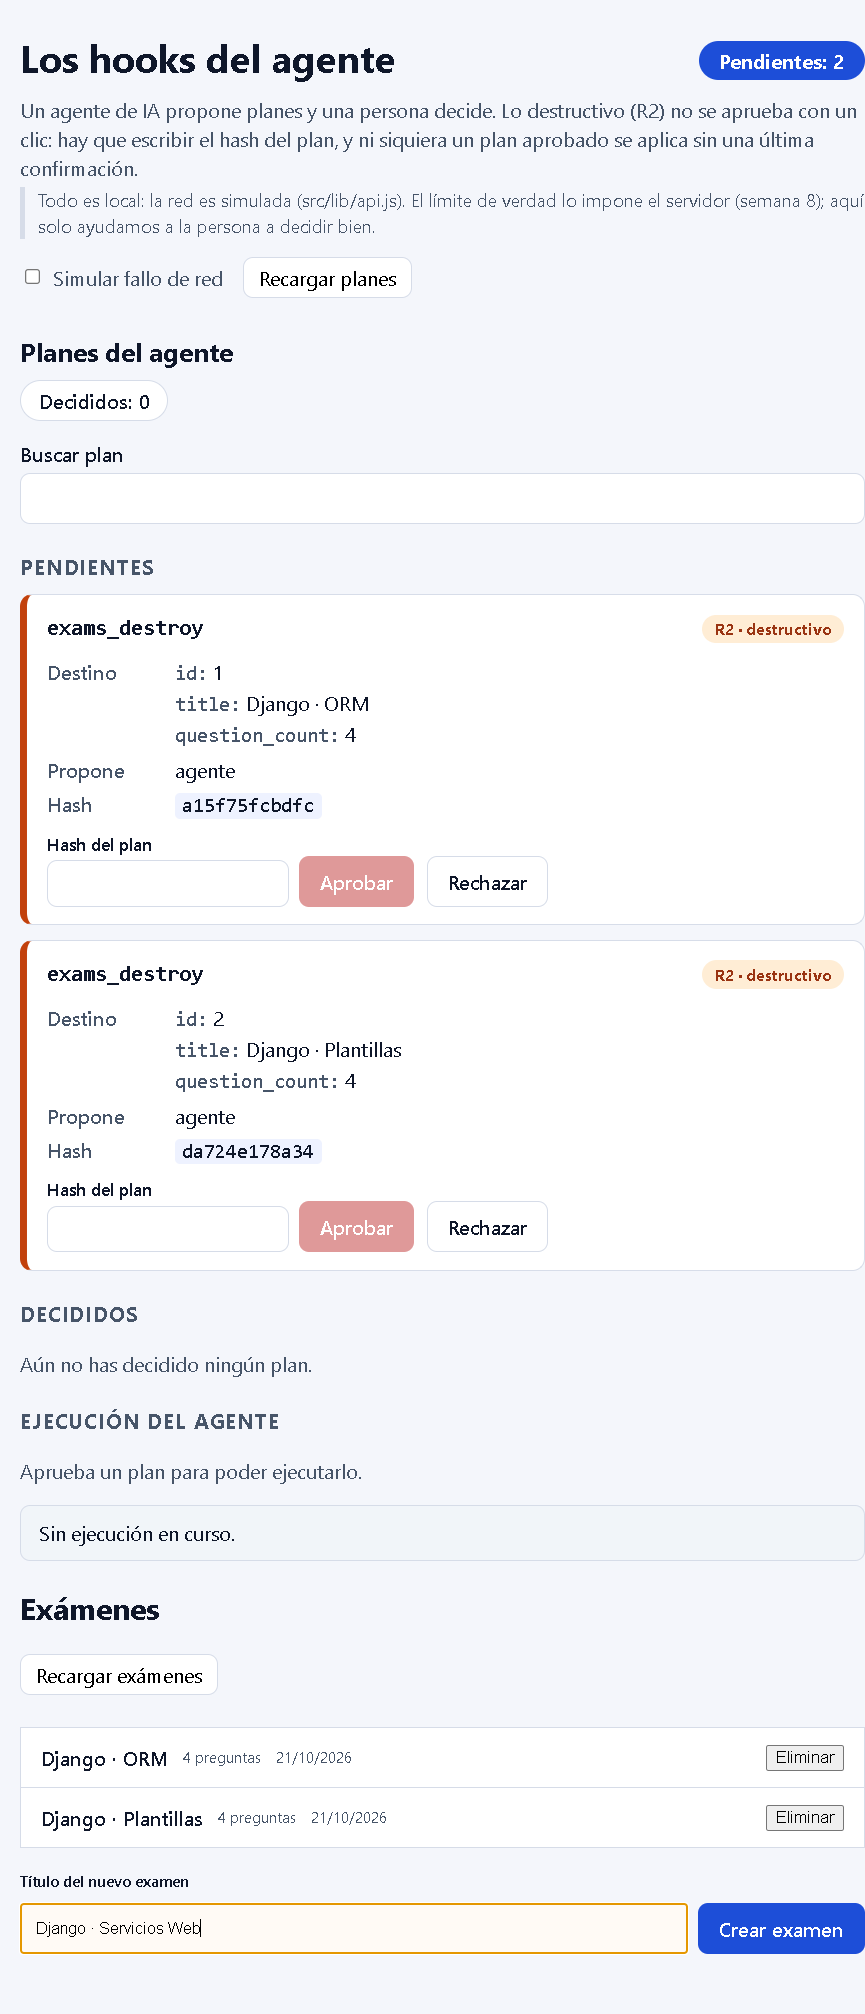 Los hooks del agente
Pendientes: 2
Un agente de IA propone planes y una persona decide. Lo destructivo (R2) no se aprueba con un
clic: hay que escribir el hash del plan, y ni siquiera un plan aprobado se aplica sin una última
confirmación.
Todo es local: la red es simulada (src/lib/api.js). El límite de verdad lo impone el servidor (semana 8); aquí
solo ayudamos a la persona a decidir bien.
Simular fallo de red
Recargar planes
Planes del agente
Decididos: 0
Buscar plan
PENDIENTES
exams_destroy
R2 · destructivo
Destino
id: 1
title: Django · ORM
question_count: 4
Propone
agente
Hash
a15f75fcbdfc
Hash del plan
Aprobar
Rechazar
exams_destroy
R2 · destructivo
Destino
id: 2
title: Django · Plantillas
question_count: 4
Propone
agente
Hash
da724e178a34
Hash del plan
Aprobar
Rechazar
DECIDIDOS
Aún no has decidido ningún plan.
EJECUCIÓN DEL AGENTE
Aprueba un plan para poder ejecutarlo.
Sin ejecución en curso.
Exámenes
Recargar exámenes
Django · ORM 4 preguntas 21/10/2026
Eliminar
Django · Plantillas 4 preguntas 21/10/2026
Eliminar
Título del nuevo examen
Django · Servicios Web
Crear examen